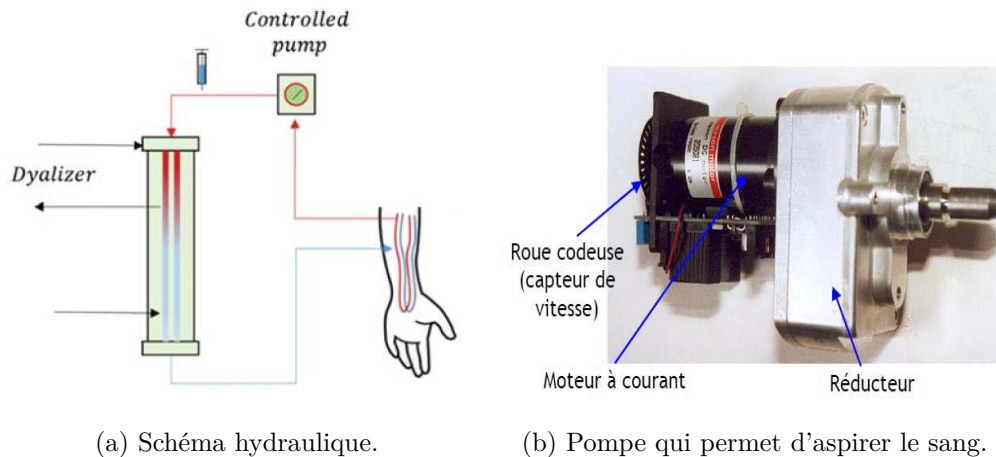 Controlled
pump
Dyalizer
Roue codeuse
(capteur de
vitesse)
Moteur à courant
Réducteur
(a) Schéma hydraulique.
(b) Pompe qui permet d'aspirer le sang.